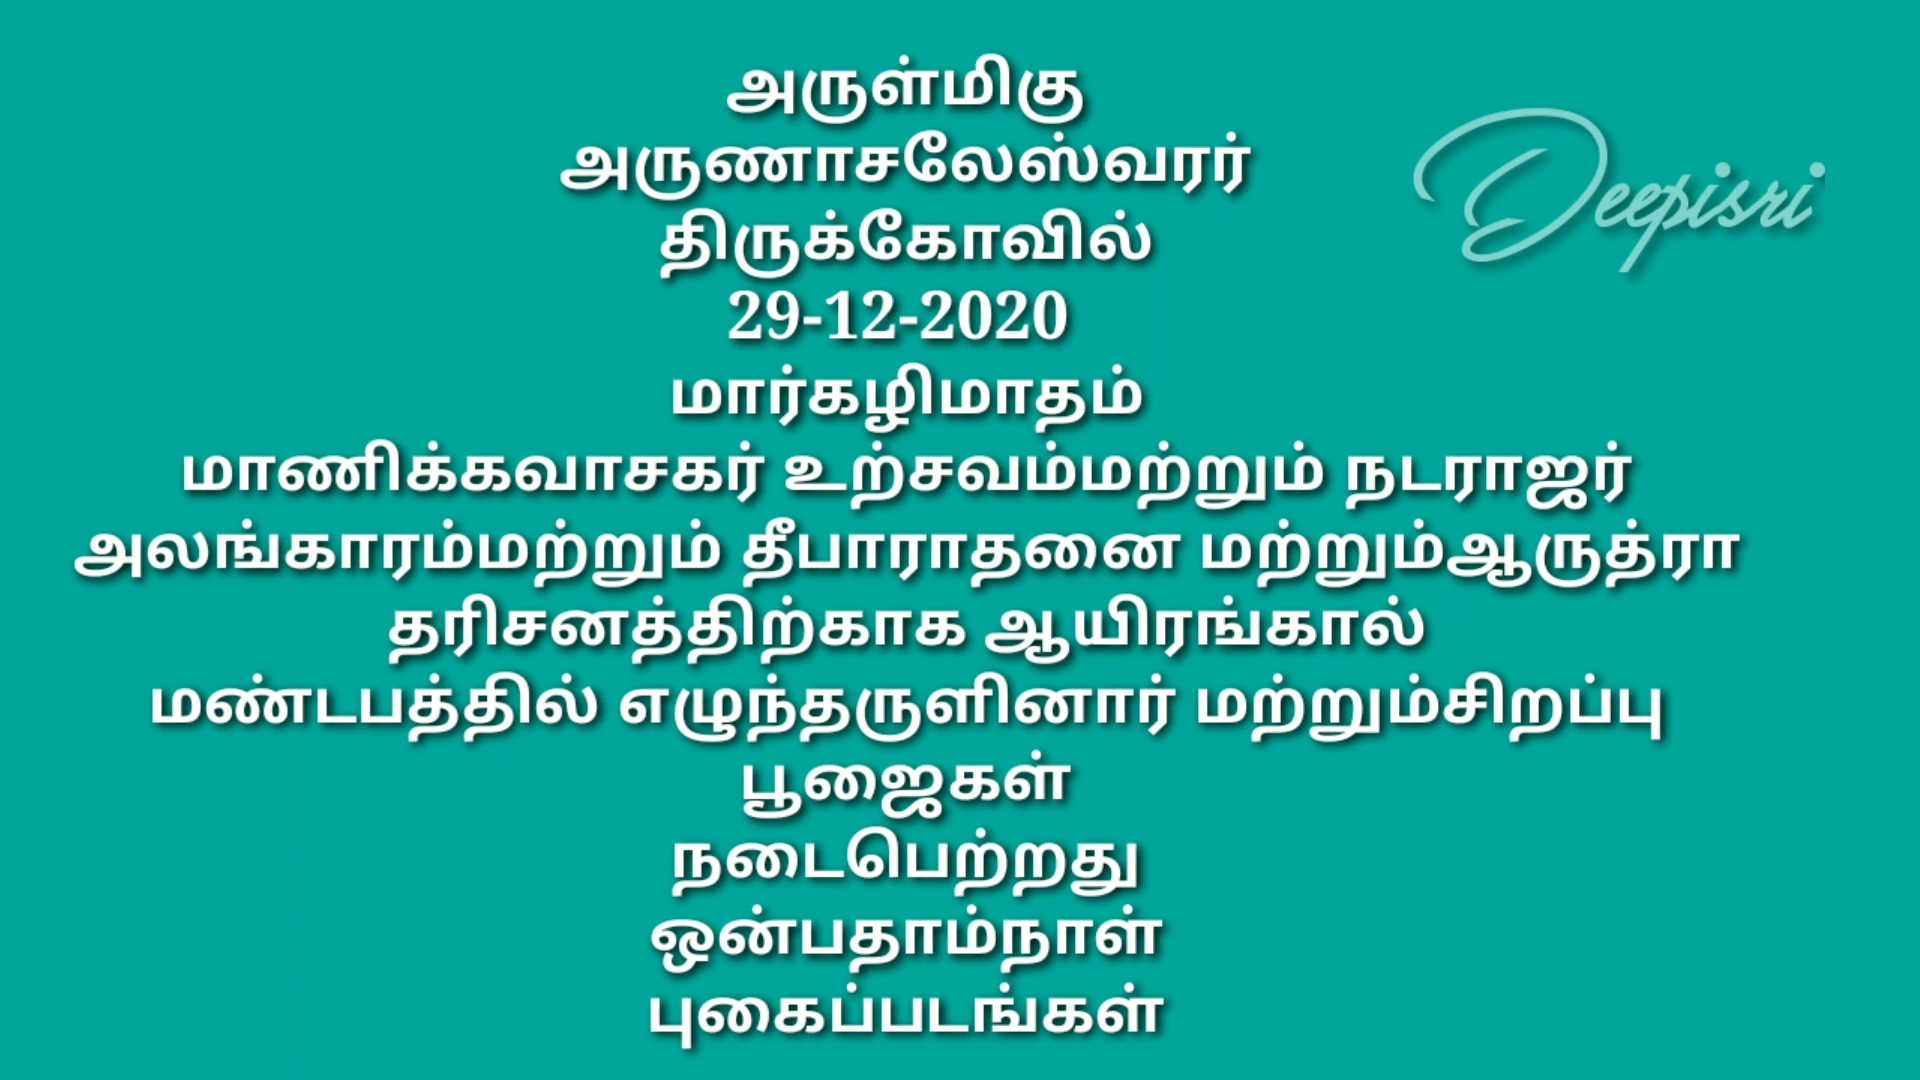 அருள்மிகு
அருணாசலேஸ்வரர்
திருக்கோவில்
29-12-2020
மார்கழிமாதம்
மாணிக்கவாசகர் உற்சவம்மற்றும் நடராஜர்
அலங்காரம்மற்றும் தீபாராதனை மற்றும்ஆருத்ரா
தரிசனத்திற்காக ஆயிரங்கால்
மண்டபத்தில் எழுந்தருளினார் மற்றும்சிறப்பு
பூஜைகள்
நடைபெற்றது
ஒன்பதாம்நாள்
புகைப்படங்கள்
Deepisri